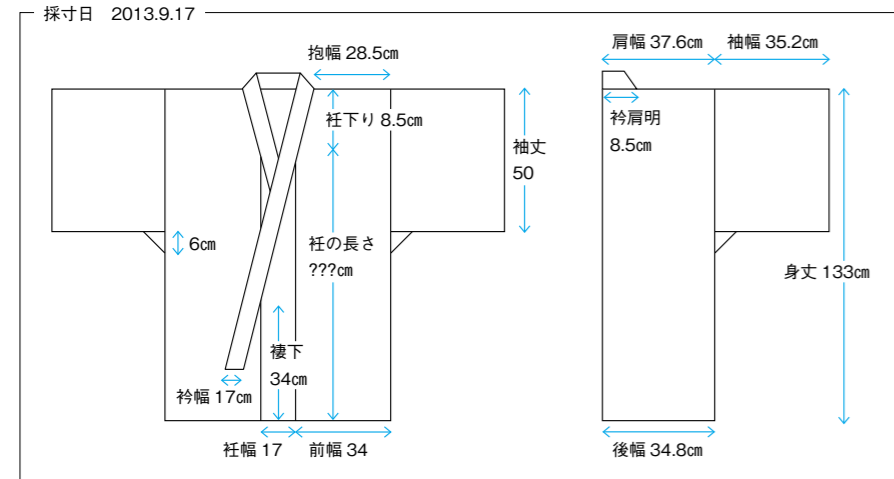 採寸日 2013.9.17
抱幅 28.5㎝
肩幅 37.6㎝
袖幅 35.2㎝
衽下り 8.5㎝
衿肩明
8.5㎝
袖丈
50
6㎝
衽の長さ
???㎝
身丈 133㎝
褄下
34㎝
衿幅 17㎝
衽幅 17
前幅 34
後幅 34.8㎝